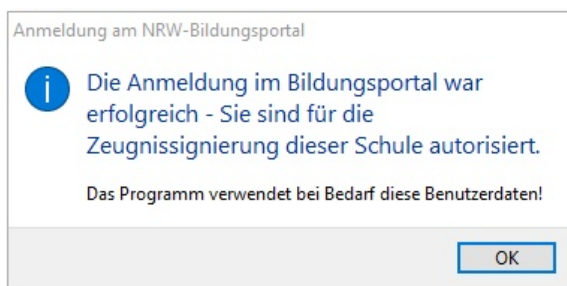 Anmeldung am NRW-Bildungsportal
Die Anmeldung im Bildungsportal war
erfolgreich - Sie sind für die
Zeugnissignierung dieser Schule autorisiert.
Das Programm verwendet bei Bedarf diese Benutzerdaten!
OK